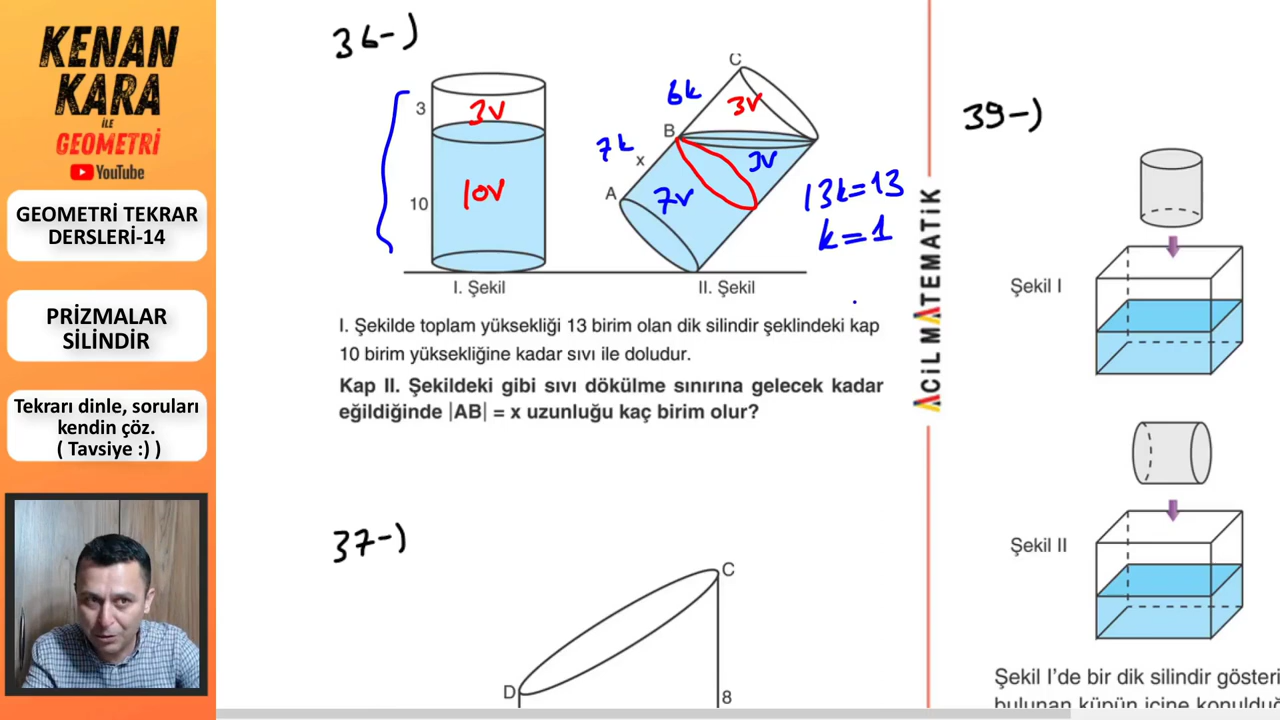 KENAN
KARA
İLE
GEOMETRİ
YouTube
GEOMETRİ TEKRAR
DERSLERİ-14
PRİZMALAR
SİLİNDİR
Tekrarı dinle, soruları
kendin çöz.
( Tavsiye :) )
36-)
3
3V
10
10V
I. Şekil
C
6k
3V
B
7k
x
3V
A
7V
II. Şekil
13k=13
k=1
I. Şekilde toplam yüksekliği 13 birim olan dik silindir şeklindeki kap
10 birim yüksekliğine kadar sıvı ile doludur.
Kap II. Şekildeki gibi sıvı dökülme sınırına gelecek kadar
eğildiğinde |AB| = x uzunluğu kaç birim olur?
37-)
C
D
8
ACİL MATEMATİK
39-)
Şekil I
Şekil II
Şekil I'de bir dik silindir gösteri
bulunan küpün içine konulduğ